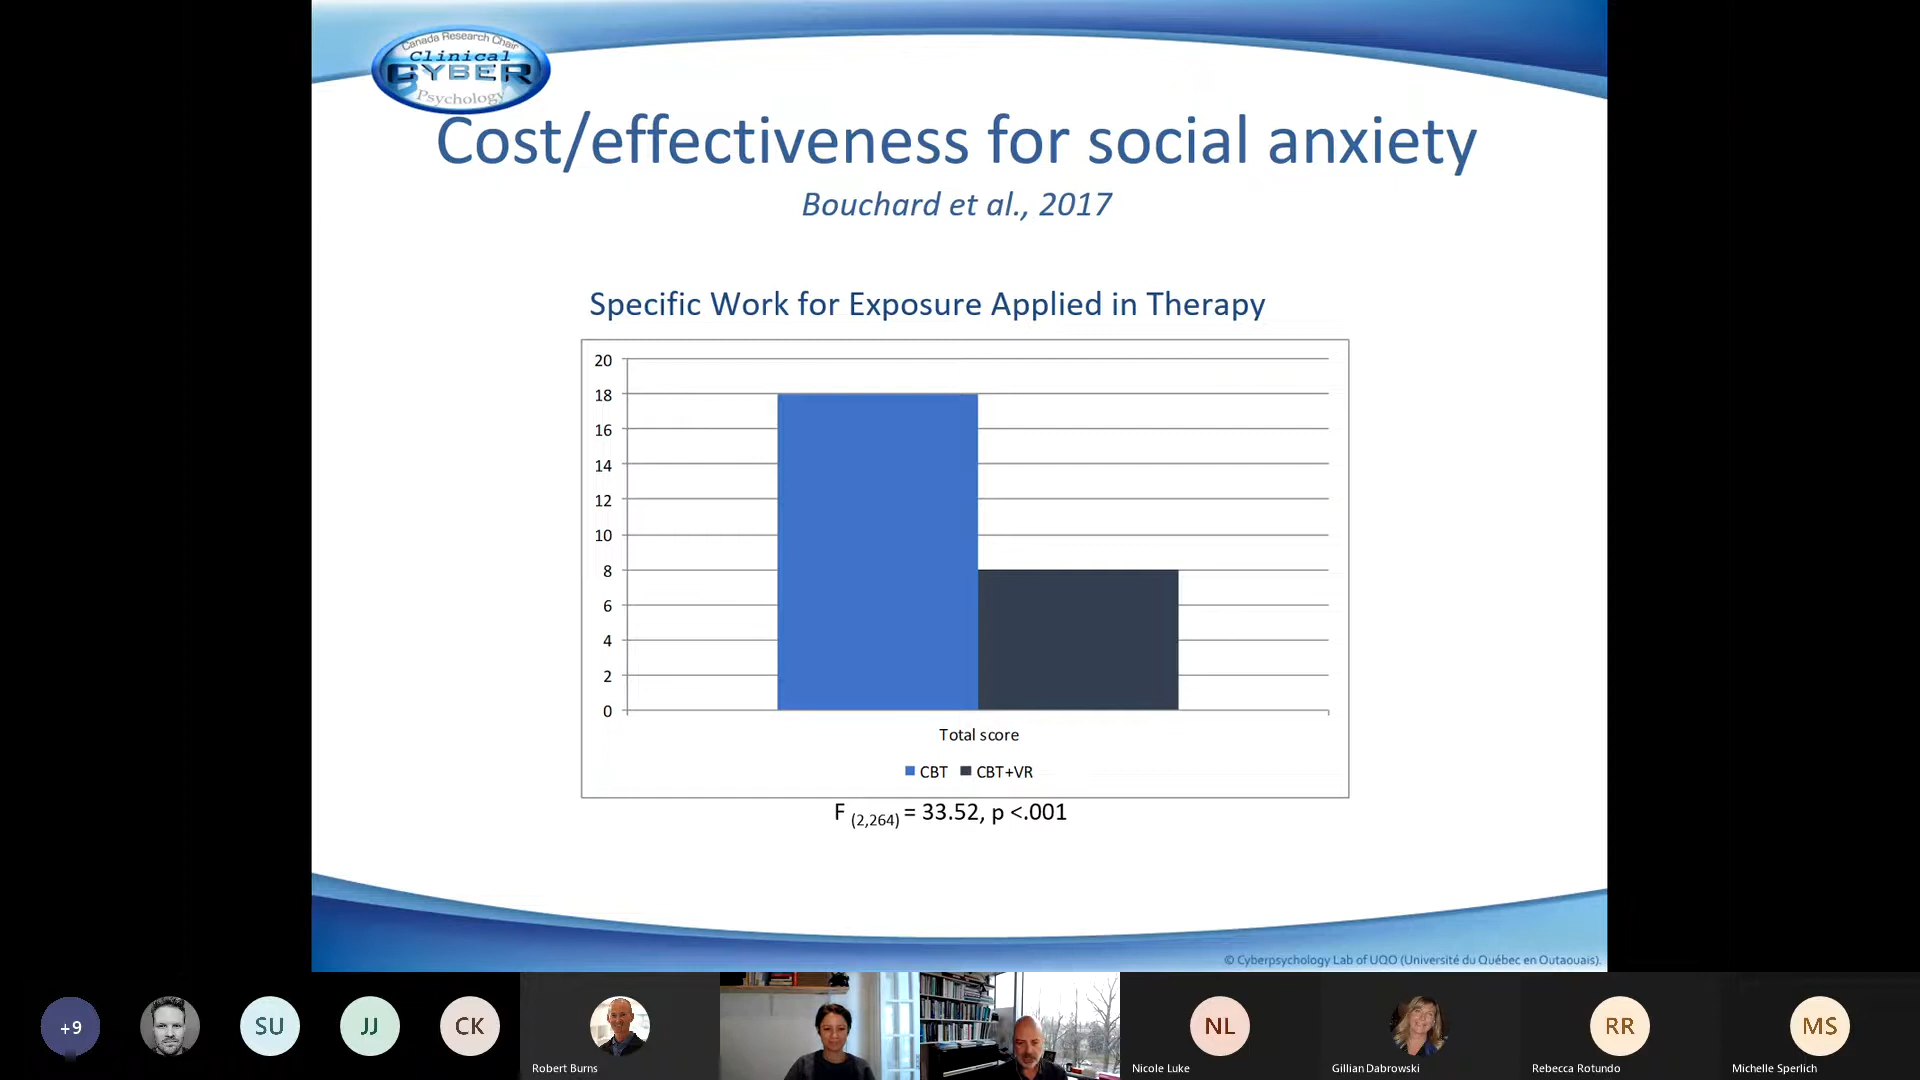 Canada Research Chair
Clinical
CYBER
Psychology
Cost/effectiveness for social anxiety
Bouchard et al., 2017
Specific Work for Exposure Applied in Therapy
20
18
16
14
12
10
8
6
4
2
0
Total score
CBT CBT+VR
F (2,264) = 33.52, p <.001
© Cyberpsychology Lab of UQO (Université du Québec en Outaouais).
+9 SU JJ CK NL RR MS
Robert Burns Nicole Luke Gillian Dabrowski Rebecca Rotundo Michelle Sperlich